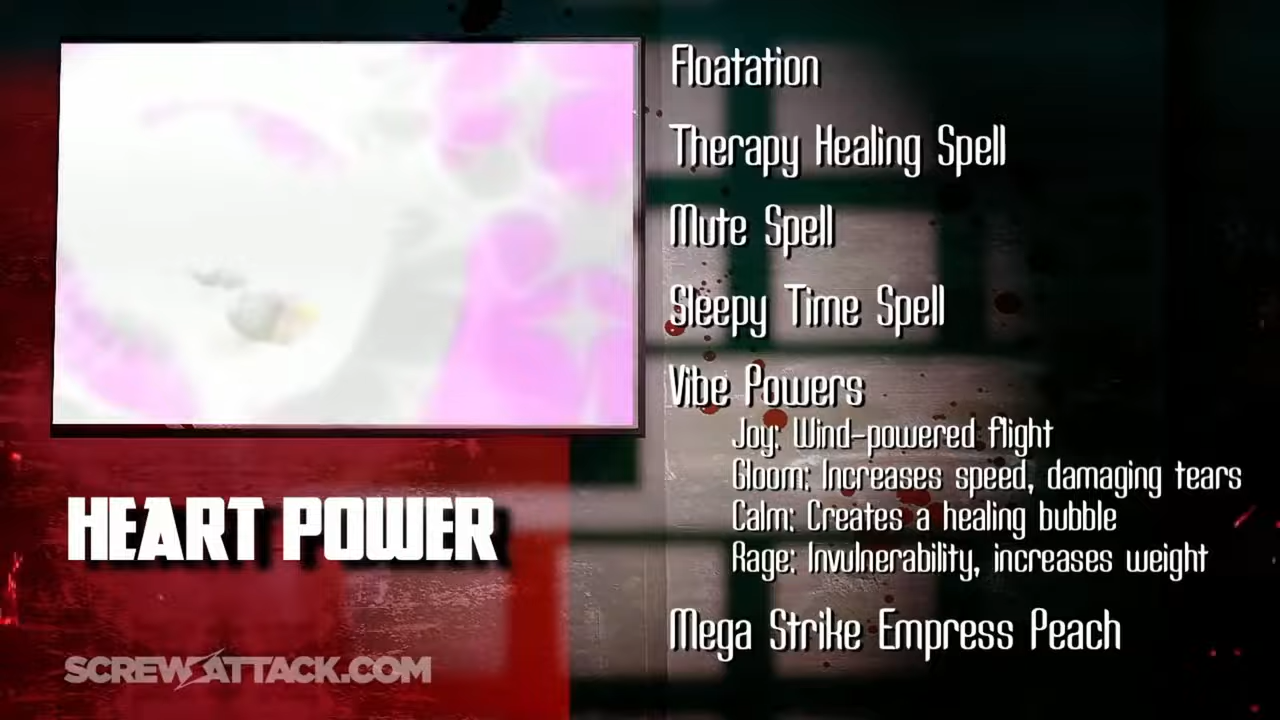 Floatation
Therapy Healing Spell
Mute Spell
Sleepy Time Spell
Vibe Powers
Joy: Wind-powered flight
Gloom: Increases speed, damaging tears
Calm: Creates a healing bubble
Rage: Invulnerability, increases weight
Mega Strike Empress Peach
HEART POWER
SCREWATTACK.COM